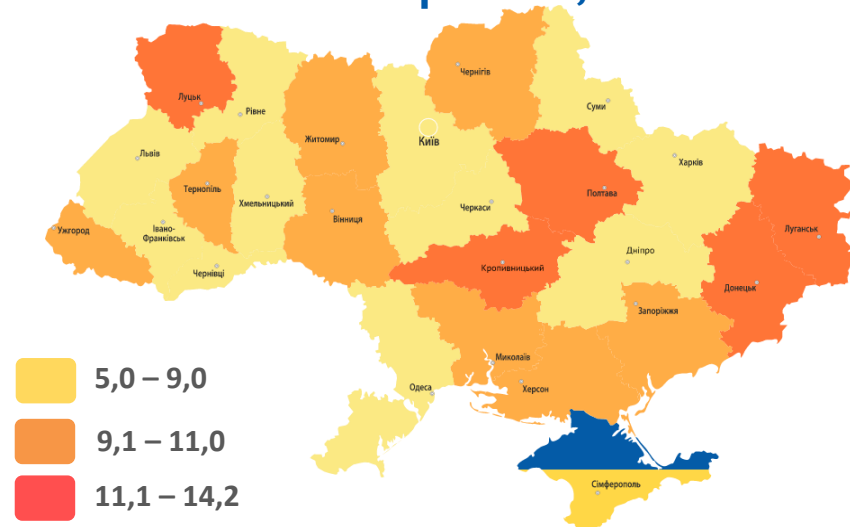 Луцьк
Рівне
Житомир
Київ
Чернігів
Суми
Львів
Тернопіль
Хмельницький
Вінниця
Черкаси
Полтава
Харків
Ужгород
Івано-
Франківськ
Чернівці
Кропивницький
Дніпро
Луганськ
Донецьк
Запоріжжя
Миколаїв
Херсон
Одеса
Сімферополь
5,0 – 9,0
9,1 – 11,0
11,1 – 14,2